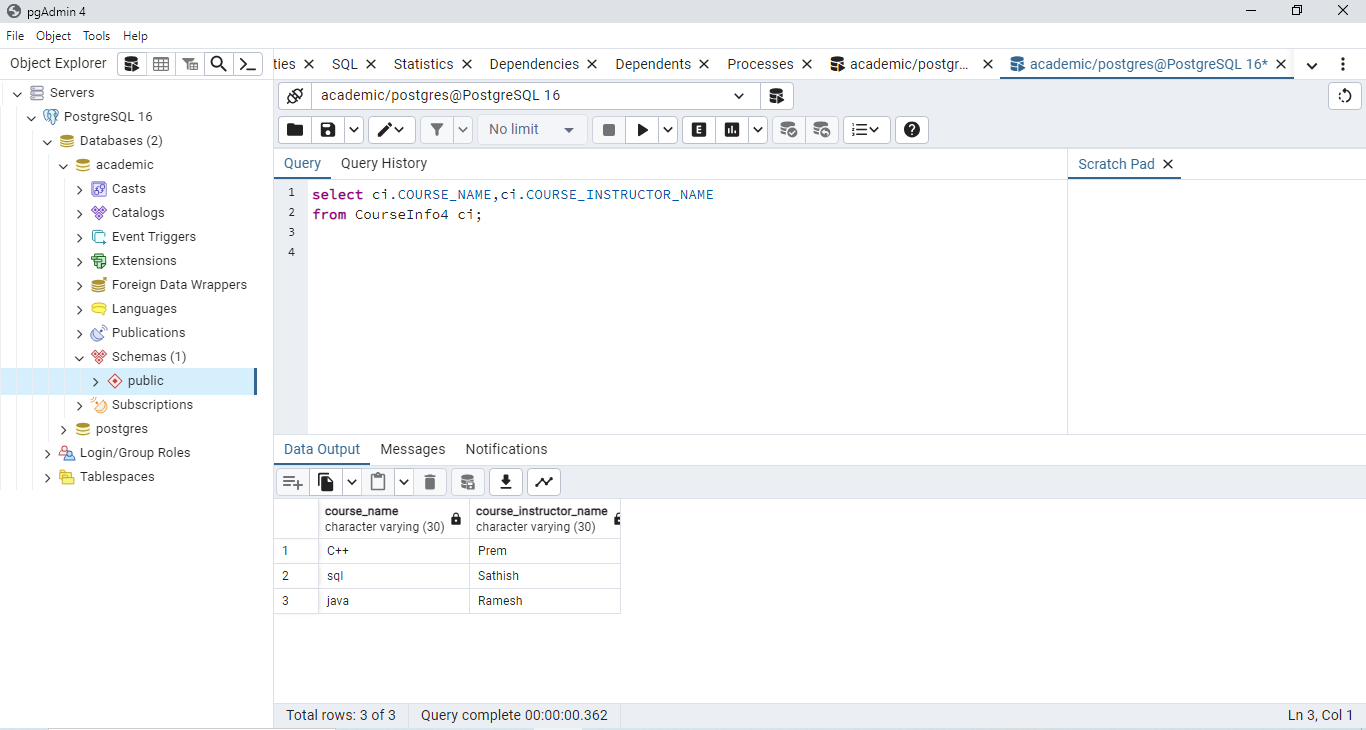 pgAdmin 4
File Object Tools Help
Object Explorer
ties SQL Statistics Dependencies Dependents Processes academic/postgr... academic/postgres@PostgreSQL 16*
Servers
PostgreSQL 16
Databases (2)
academic
Casts
Catalogs
Event Triggers
Extensions
Foreign Data Wrappers
Languages
Publications
Schemas (1)
public
Subscriptions
postgres
Login/Group Roles
Tablespaces
academic/postgres@PostgreSQL 16
No limit
E
Query Query History
Scratch Pad
1 select ci.COURSE_NAME,ci.COURSE_INSTRUCTOR_NAME
2 from CourseInfo4 ci;
3
4
Data Output Messages Notifications
course_name course_instructor_name
character varying (30) character varying (30)
1 C++ Prem
2 sql Sathish
3 java Ramesh
Total rows: 3 of 3 Query complete 00:00:00.362 Ln 3, Col 1